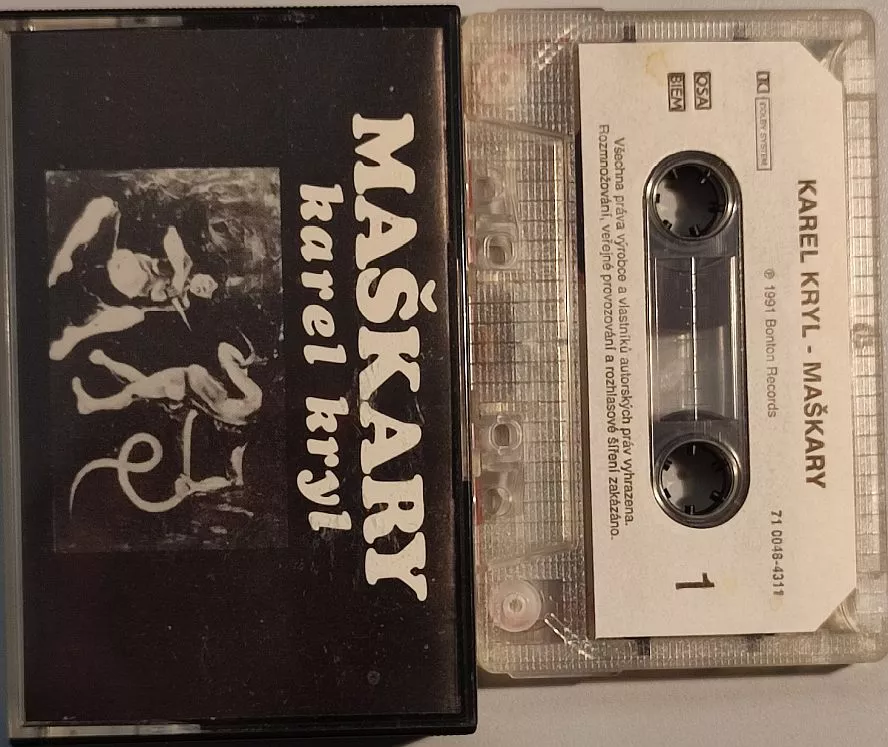 MAŠKARY
karel kryl
KAREL KRYL - MAŠKARY
DOLBY SYSTEM
℗ 1991 Bonton Records
71 0048-4311
OSA
BIEM
1
Všechna práva výrobce a vlastníků autorských práv vyhrazena.
Rozmnožování, veřejné provozování a rozhlasové šíření zakázáno.